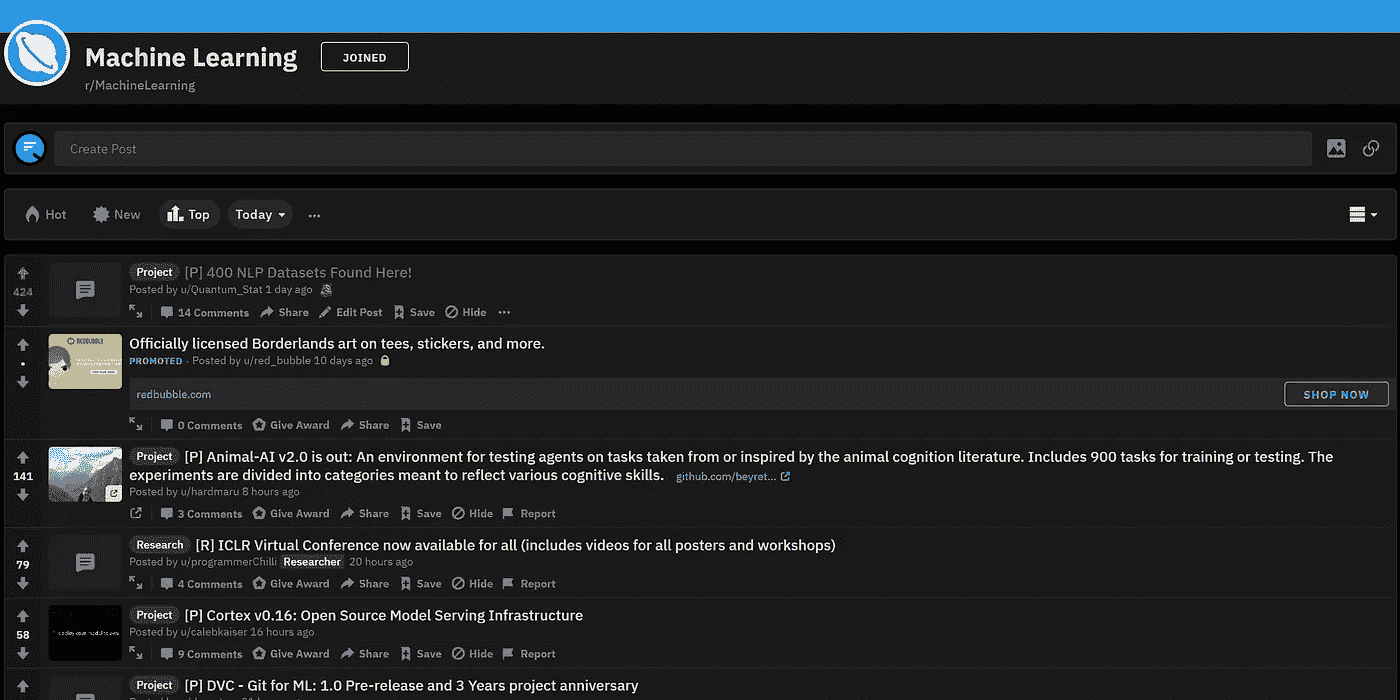 Machine Learning
JOINED
r/MachineLearning
Create Post
Hot New Top Today
424
Project [P] 400 NLP Datasets Found Here!
Posted by u/Quantum_Stat 1 day ago
14 Comments Share Edit Post Save Hide
REDBUBBLE
Officially licensed Borderlands art on tees, stickers, and more.
PROMOTED · Posted by u/red_bubble 10 days ago
redbubble.com SHOP NOW
0 Comments Give Award Share Save
141
Project [P] Animal-AI v2.0 is out: An environment for testing agents on tasks taken from or inspired by the animal cognition literature. Includes 900 tasks for training or testing. The
experiments are divided into categories meant to reflect various cognitive skills. github.com/beyret...
Posted by u/hardmaru 8 hours ago
3 Comments Give Award Share Save Hide Report
79
Research [R] ICLR Virtual Conference now available for all (includes videos for all posters and workshops)
Posted by u/programmerChilli Researcher 20 hours ago
4 Comments Give Award Share Save Hide Report
58
Project [P] Cortex v0.16: Open Source Model Serving Infrastructure
Posted by u/calebkaiser 16 hours ago
9 Comments Give Award Share Save Hide Report
Project [P] DVC - Git for ML: 1.0 Pre-release and 3 Years project anniversary